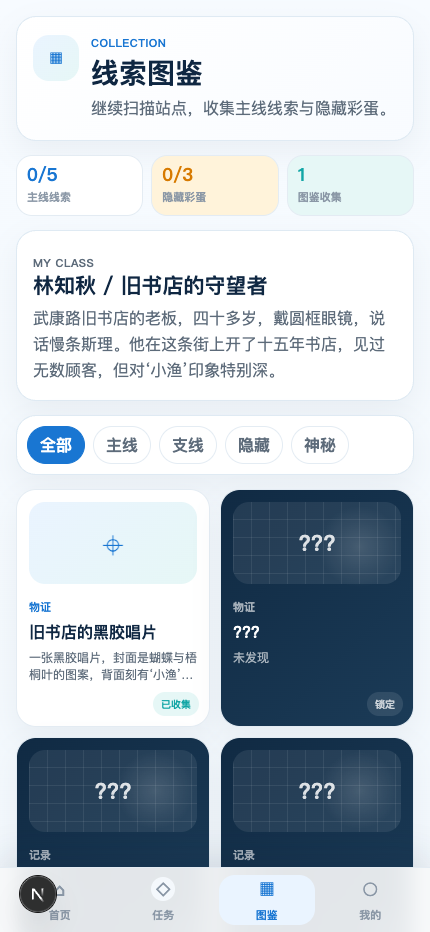 COLLECTION
线索图鉴
继续扫描站点，收集主线线索与隐藏彩蛋。
0/5
主线线索
0/3
隐藏彩蛋
1
图鉴收集
MY CLASS
林知秋 / 旧书店的守望者
武康路旧书店的老板，四十多岁，戴圆框眼镜，说
话慢条斯理。他在这条街上开了十五年书店，见过
无数顾客，但对‘小渔’印象特别深。
全部
主线
支线
隐藏
神秘
物证
旧书店的黑胶唱片
一张黑胶唱片，封面是蝴蝶与梧
桐叶的图案，背面刻有‘小渔’...
已收集
???
物证
???
未发现
锁定
???
记录
???
记录
N
首页
任务
图鉴
我的